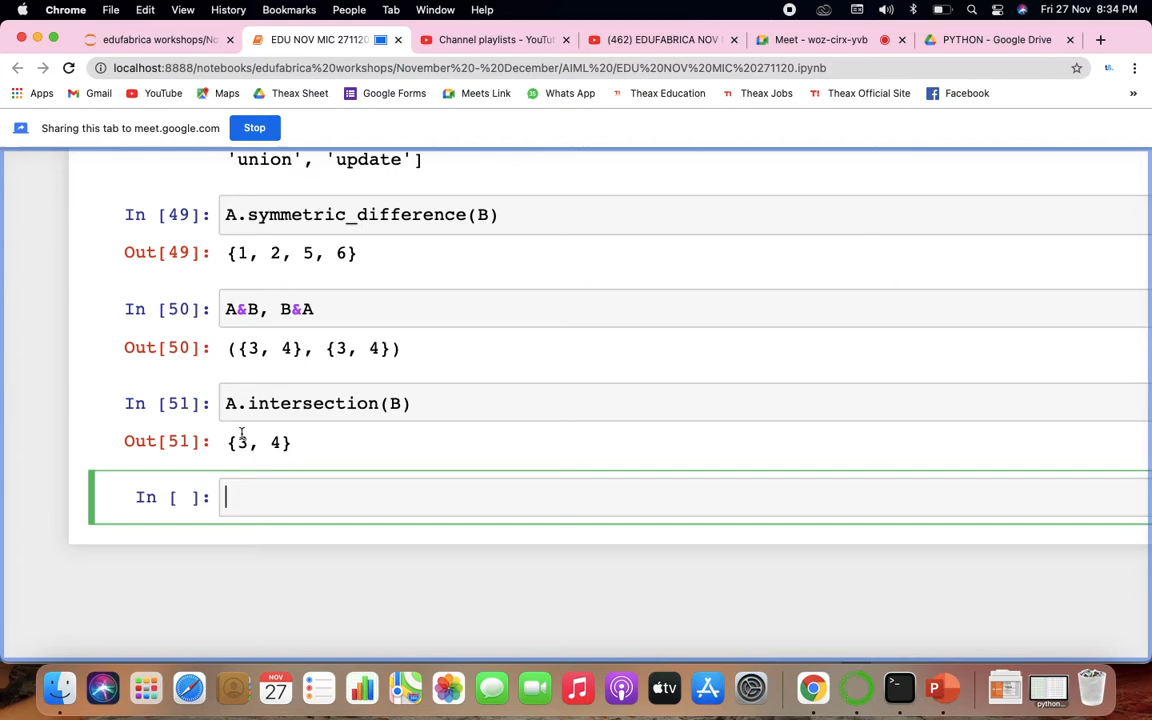 Chrome File Edit View History Bookmarks People Tab Window Help Fri 27 Nov 8:34 PM
edufabrica workshops/No EDU NOV MIC 271120 Channel playlists - YouTu (462) EDUFABRICA NOV Meet - woz-cirx-yvb PYTHON - Google Drive
localhost:8888/notebooks/edufabrica%20workshops/November%20-%20December/AIML%20/EDU%20NOV%20MIC%20271120.ipynb
Apps Gmail YouTube Maps Theax Sheet Google Forms Meets Link Whats App Theax Education Theax Jobs Theax Official Site Facebook »
Sharing this tab to meet.google.com Stop
'union', 'update']
In [49]: A.symmetric_difference(B)
Out[49]: {1, 2, 5, 6}
In [50]: A&B, B&A
Out[50]: ({3, 4}, {3, 4})
In [51]: A.intersection(B)
Out[51]: {3, 4}
In [ ]:
NOV
27
tv